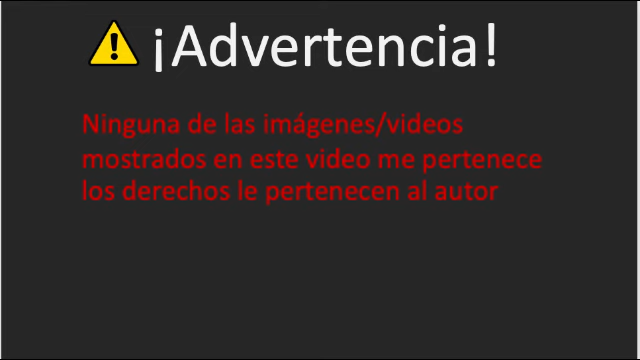 ¡Advertencia!
Ninguna de las imágenes/videos
mostrados en este video me pertenece
los derechos le pertenecen al autor